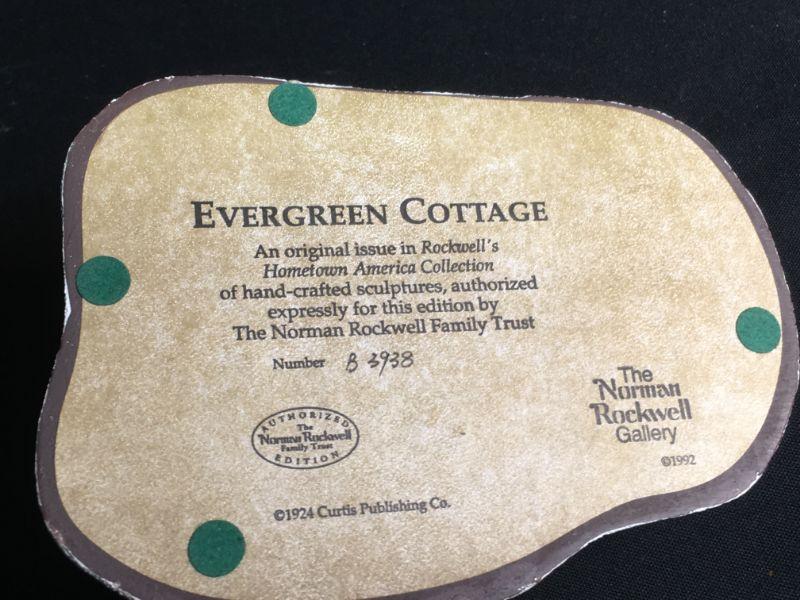 EVERGREEN COTTAGE
An original issue in Rockwell's
Hometown America Collection
of hand-crafted sculptures, authorized
expressly for this edition by
The Norman Rockwell Family Trust
Number B 3938
AUTHORIZED
The
Norman Rockwell
Family Trust
EDITION
The
Norman
Rockwell
Gallery
©1992
©1924 Curtis Publishing Co.